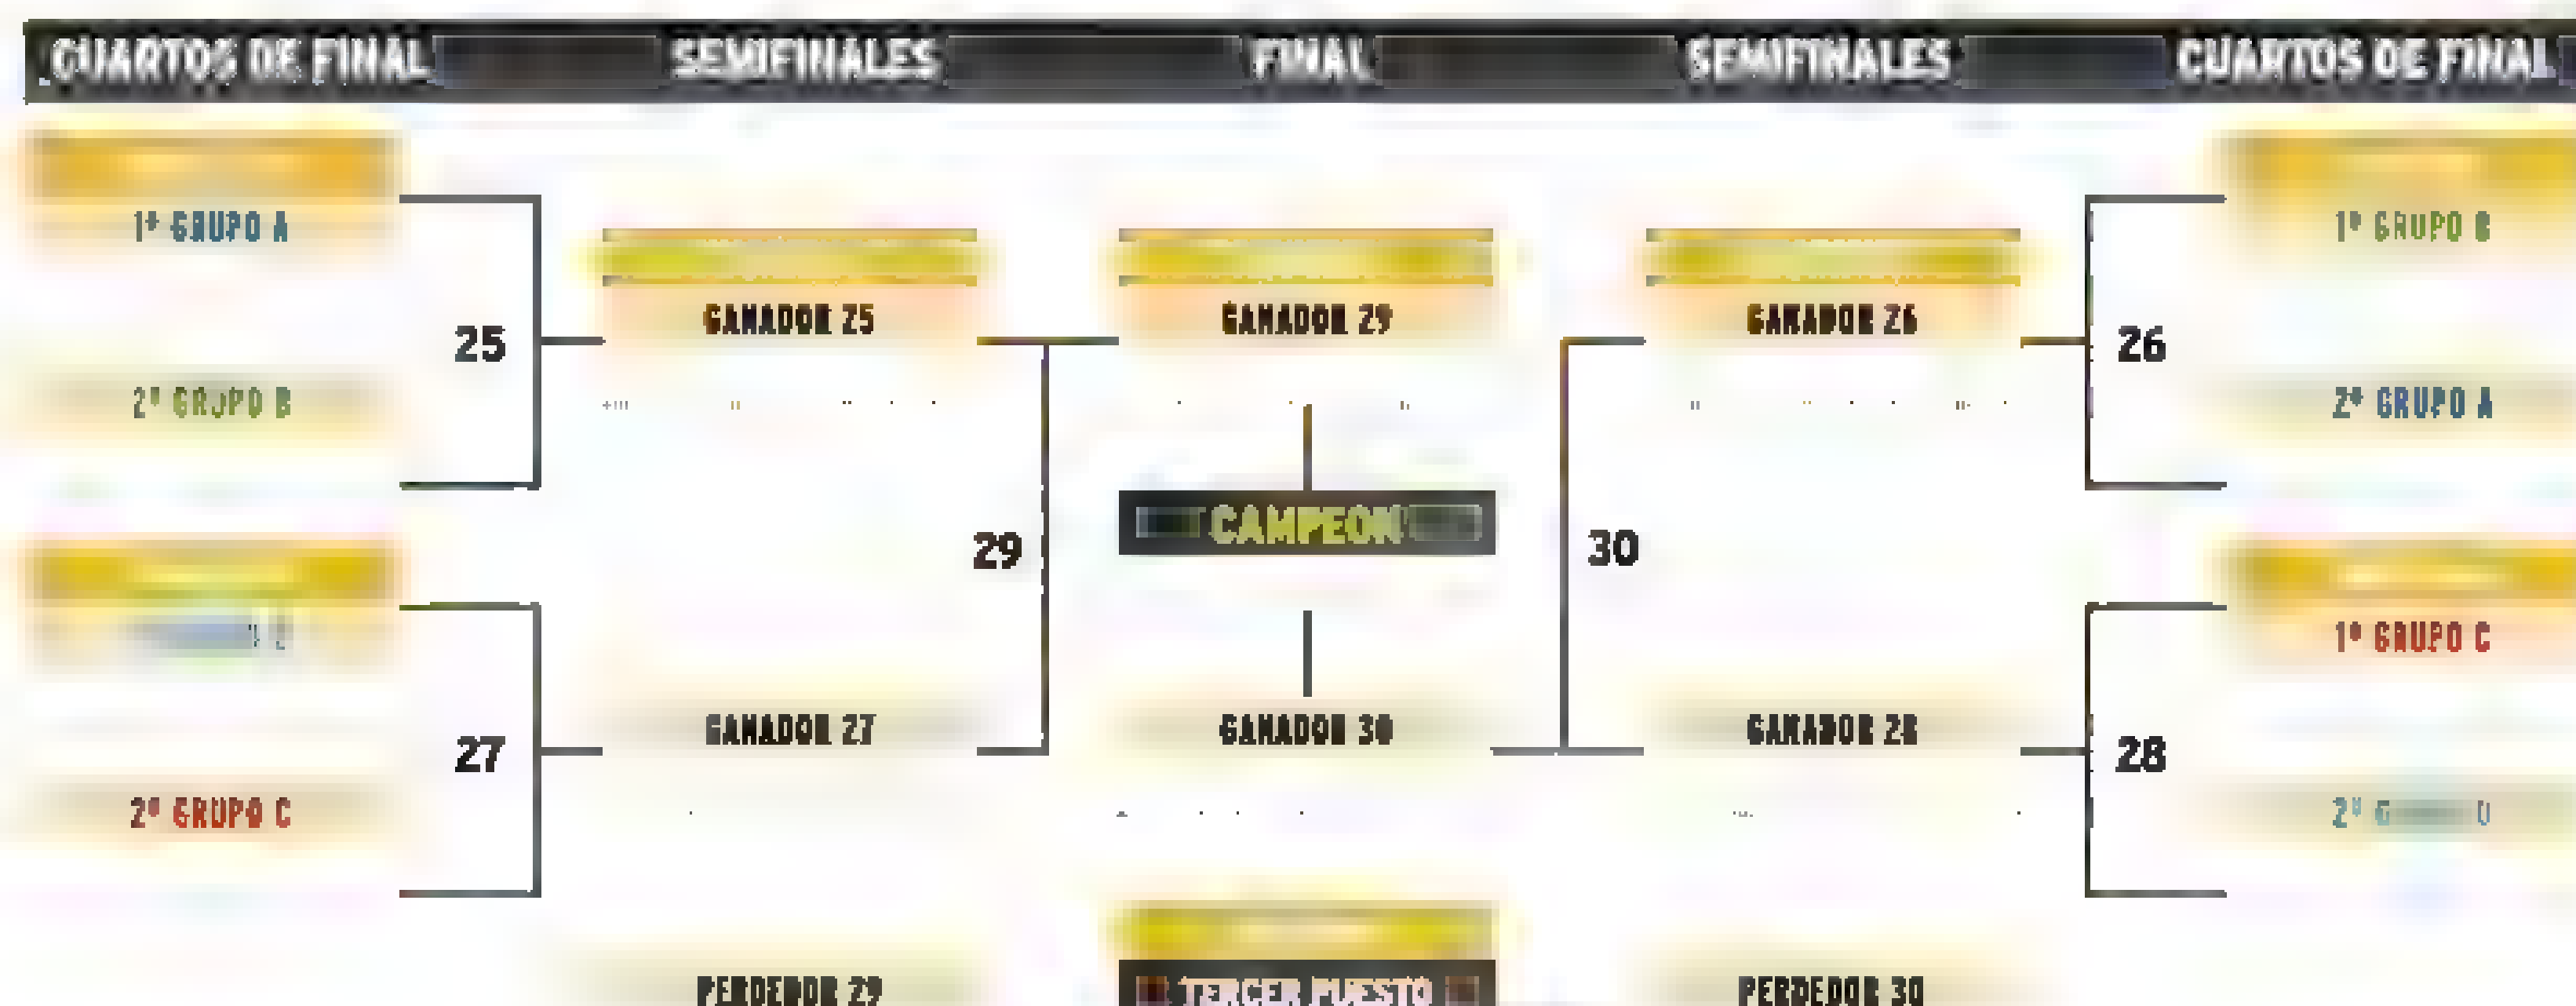 CUARTOS DE FINAL SEMIFINALES FINAL SEMIFINALES CUARTOS DE FINAL
1º GRUPO A
2º GRUPO B
25
27
2º GRUPO C
GANADOR 25
GANADOR 27
29
GANADOR 29
CAMPEON
GANADOR 30
30
GANADOR 26
GANADOR 28
26
1º GRUPO B
2º GRUPO A
28
1º GRUPO C
2º
PERDEDOR 29
TERCER PUESTO
PERDEDOR 30